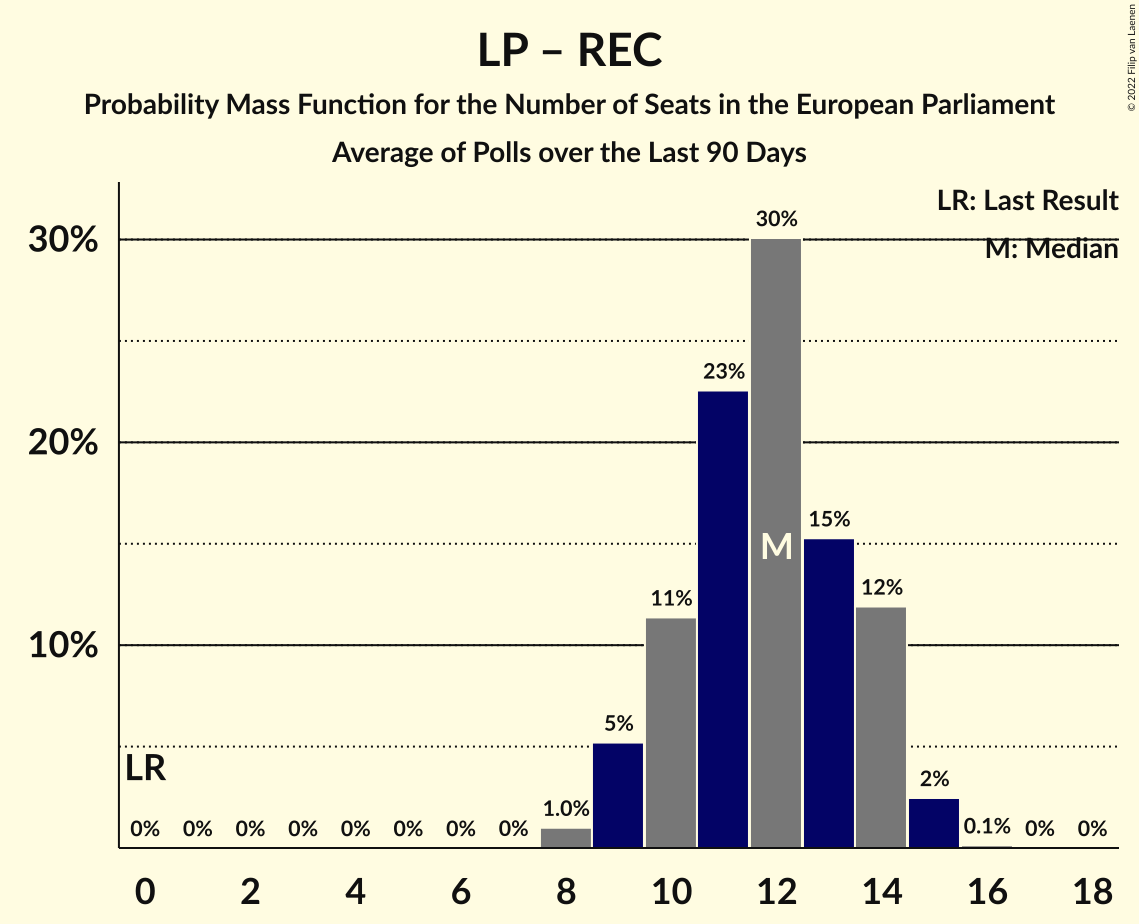 LP – REC
Probability Mass Function for the Number of Seats in the European Parliament
Average of Polls over the Last 90 Days
© 2022 Filip van Laenen
LR: Last Result
M: Median
30%
20%
10%
30%
23%
15%
12%
11%
5%
2%
1.0%
0.1%
M
LR
0% 0% 0% 0% 0% 0% 0% 0% 0% 0%
0 2 4 6 8 10 12 14 16 18